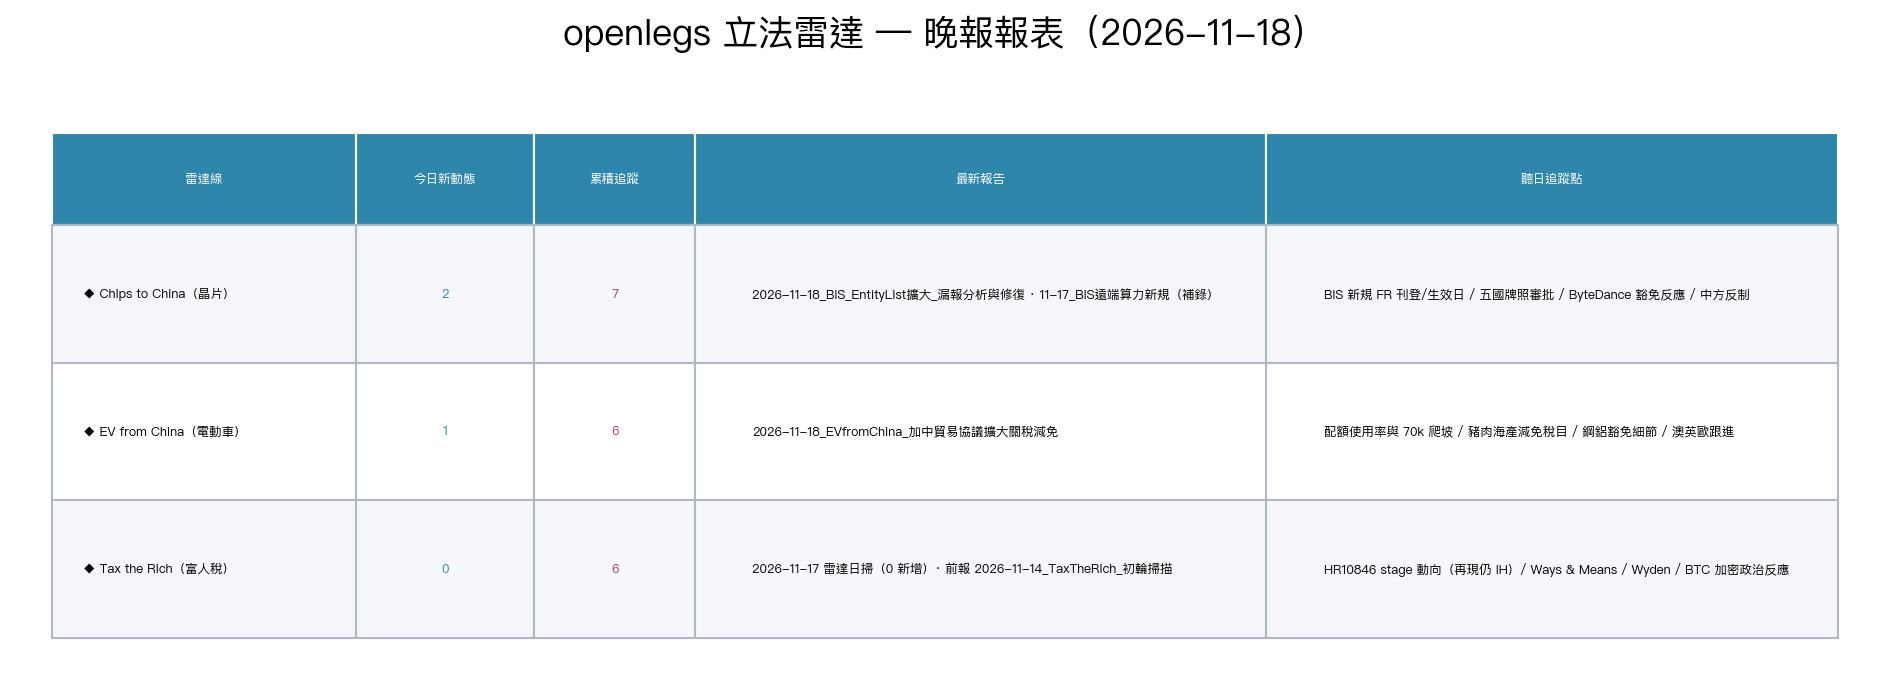 openlegs 立法雷達 — 晚報報表（2026-11-18）
雷達線 今日新動態 累積追蹤 最新報告 聽日追蹤點
◆ Chips to China（晶片） 2 7 2026-11-18_BIS_EntityList擴大_漏報分析與修復 · 11-17_BIS遠端算力新規（補錄） BIS 新規 FR 刊登/生效日 / 五國牌照審批 / ByteDance 豁免反應 / 中方反制
◆ EV from China（電動車） 1 6 2026-11-18_EVfromChina_加中貿易協議擴大關稅減免 配額使用率與 70k 爬坡 / 豬肉海產減免稅目 / 鋼鋁豁免細節 / 澳英歐跟進
◆ Tax the Rich（富人稅） 0 6 2026-11-17 雷達日掃（0 新增）· 前報 2026-11-14_TaxTheRich_初輪掃描 HR10846 stage 動向（再現仍 IH）/ Ways & Means / Wyden / BTC 加密政治反應